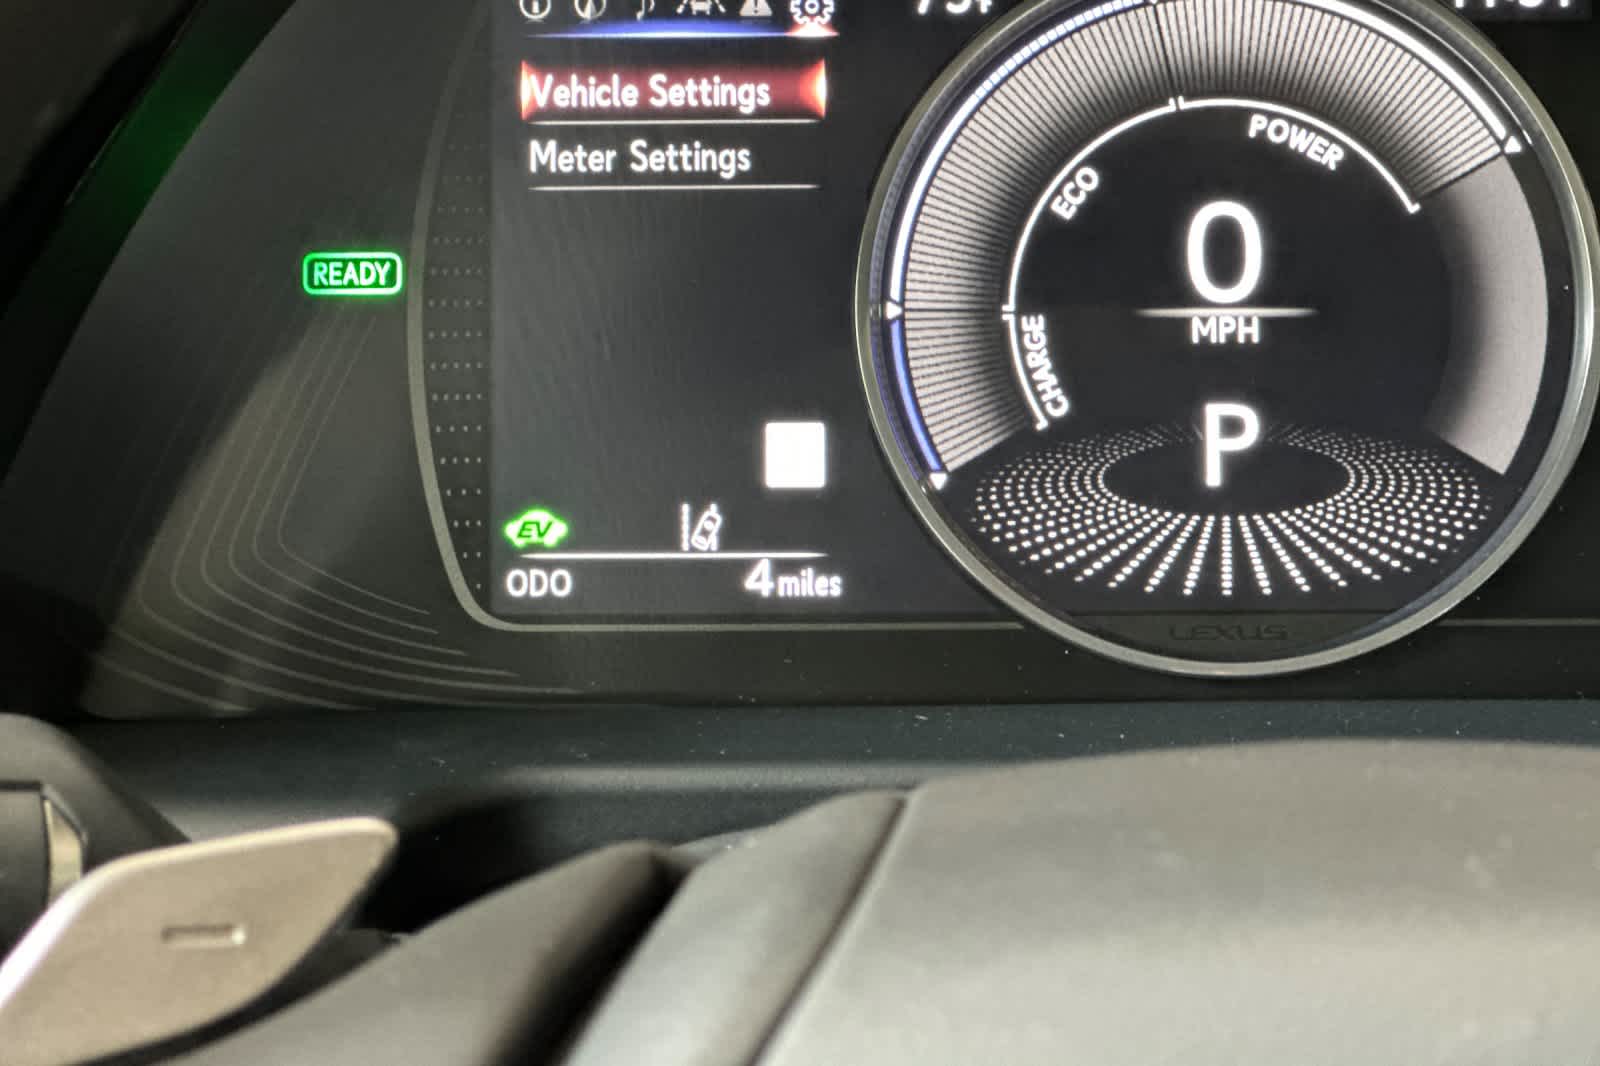 Vehicle Settings
Meter Settings
READY
POWER
ECO
CHARGE
0
MPH
P
EV
ODO 4 miles
LEXUS